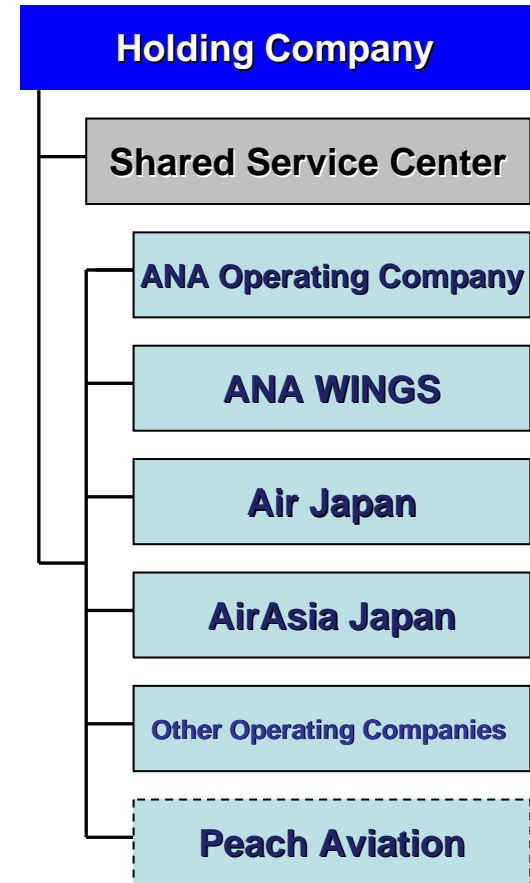 Holding Company
Shared Service Center
ANA Operating Company
ANA WINGS
Air Japan
AirAsia Japan
Other Operating Companies
Peach Aviation